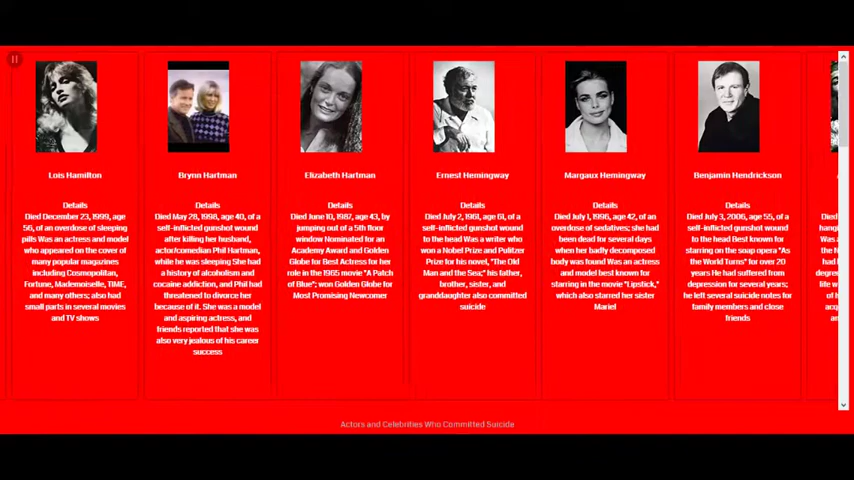 Lois Hamilton
Details
Died December 23, 1999, age
56, of an overdose of sleeping
pills Was an actress and model
who appeared on the cover of
many popular magazines
including Cosmopolitan,
Fortune, Mademoiselle, TIME,
and many others; also had
small parts in several movies
and TV shows
Brynn Hartman
Details
Died May 28, 1998, age 40, of a
self-inflicted gunshot wound
after killing her husband,
actor/comedian Phil Hartman,
while he was sleeping She had
a history of alcoholism and
cocaine addiction, and Phil had
threatened to divorce her
because of it. She was a model
and aspiring actress, and
friends reported that she was
also very jealous of his career
success
Elizabeth Hartman
Details
Died June 10, 1987, age 43, by
jumping out of a 5th floor
window Nominated for an
Academy Award and Golden
Globe for Best Actress for her
role in the 1965 movie "A Patch
of Blue"; won Golden Globe for
Most Promising Newcomer
Ernest Hemingway
Details
Died July 2, 1961, age 61, of a
self-inflicted gunshot wound
to the head Was a writer who
won a Nobel Prize and Pulitzer
Prize for his novel, "The Old
Man and the Sea;" his father,
brother, sister, and
granddaughter also committed
suicide
Margaux Hemingway
Details
Died July 1, 1996, age 42, of an
overdose of sedatives; she had
been dead for several days
when her badly decomposed
body was found Was an actress
and model best known for
starring in the movie "Lipstick,"
which also starred her sister
Mariel
Benjamin Hendrickson
Details
Died July 3, 2006, age 55, of a
self-inflicted gunshot wound
to the head Best known for
starring on the soap opera "As
the World Turns" for over 20
years He had suffered from
depression for several years;
he left several suicide notes for
family members and close
friends
Actors and Celebrities Who Committed Suicide